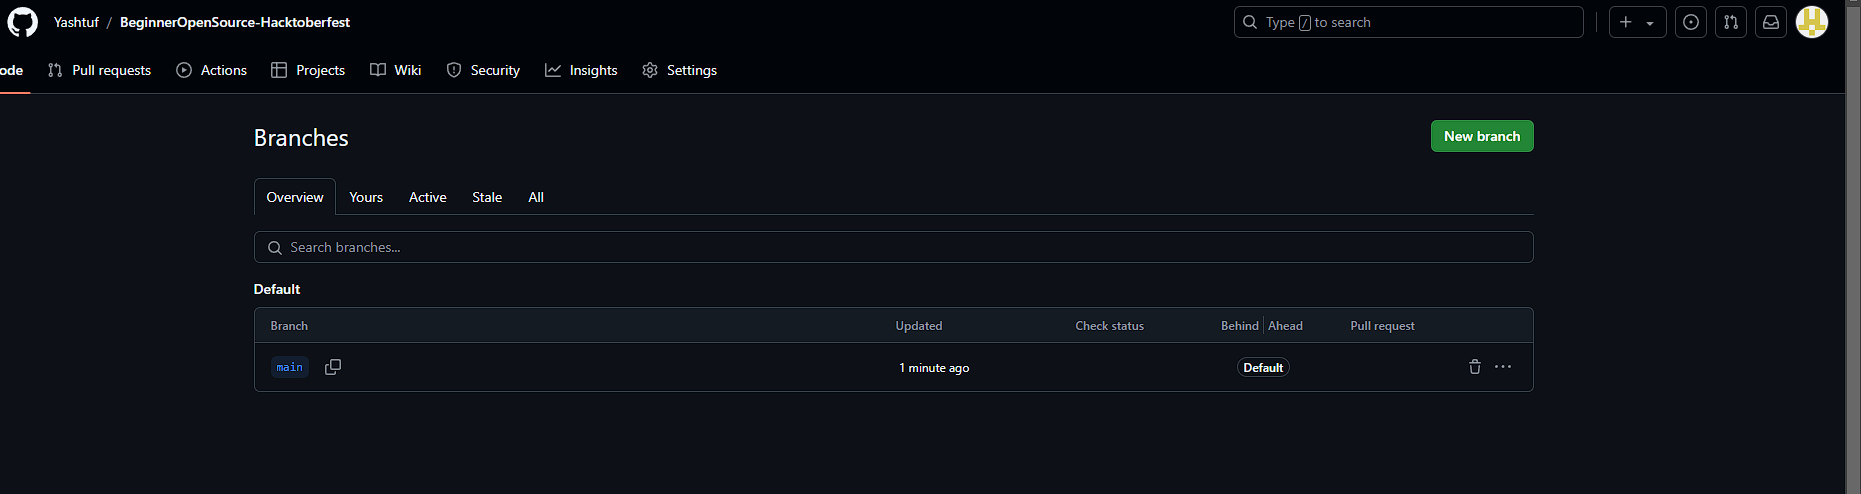 Yashtuf / BeginnerOpenSource-Hacktoberfest
Type / to search
ode Pull requests Actions Projects Wiki Security Insights Settings
Branches
New branch
Overview Yours Active Stale All
Search branches...
Default
Branch Updated Check status Behind Ahead Pull request
main 1 minute ago Default